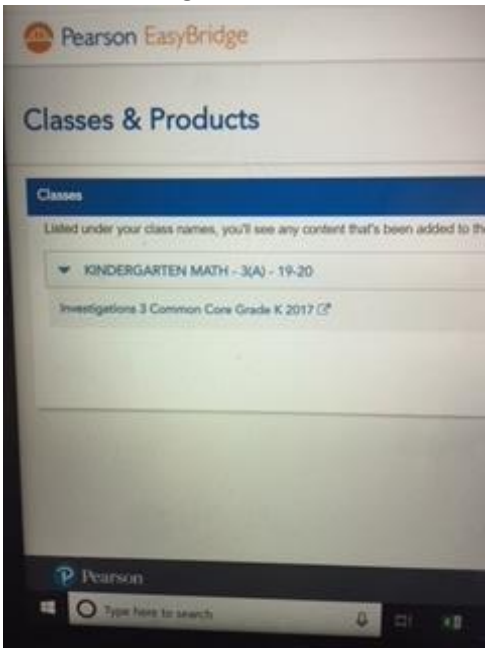 Pearson EasyBridge
Classes & Products
Classes
Listed under your class names, you'll see any content that's been added to th
KINDERGARTEN MATH - 3(A) - 19-20
Investigations 3 Common Core Grade K 2017
Pearson
Type here to search